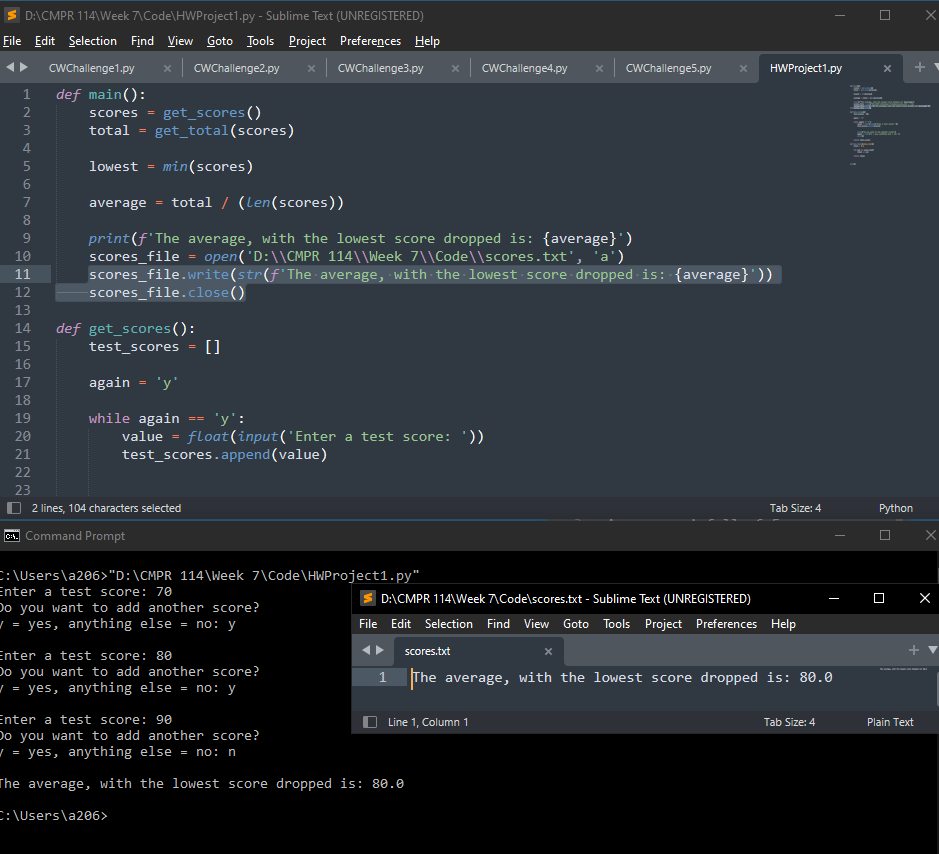 D:\CMPR 114\Week 7\Code\HWProject1.py - Sublime Text (UNREGISTERED)
File Edit Selection Find View Goto Tools Project Preferences Help
CWChallenge1.py CWChallenge2.py CWChallenge3.py CWChallenge4.py CWChallenge5.py HWProject1.py
1 def main():
2 scores = get_scores()
3 total = get_total(scores)
4
5 lowest = min(scores)
6
7 average = total / (len(scores))
8
9 print(f'The average, with the lowest score dropped is: {average}')
10 scores_file = open('D:\\CMPR 114\\Week 7\\Code\\scores.txt', 'a')
11 scores_file.write(str(f'The average, with the lowest score dropped is: {average}'))
12 scores_file.close()
13
14 def get_scores():
15 test_scores = []
16
17 again = 'y'
18
19 while again == 'y':
20 value = float(input('Enter a test score: '))
21 test_scores.append(value)
22
23
2 lines, 104 characters selected Tab Size: 4 Python
Command Prompt
C:\Users\a206>"D:\CMPR 114\Week 7\Code\HWProject1.py"
Enter a test score: 70
Do you want to add another score?
y = yes, anything else = no: y
Enter a test score: 80
Do you want to add another score?
y = yes, anything else = no: y
Enter a test score: 90
Do you want to add another score?
y = yes, anything else = no: n
The average, with the lowest score dropped is: 80.0
C:\Users\a206>
D:\CMPR 114\Week 7\Code\scores.txt - Sublime Text (UNREGISTERED)
File Edit Selection Find View Goto Tools Project Preferences Help
scores.txt
1 The average, with the lowest score dropped is: 80.0
Line 1, Column 1 Tab Size: 4 Plain Text